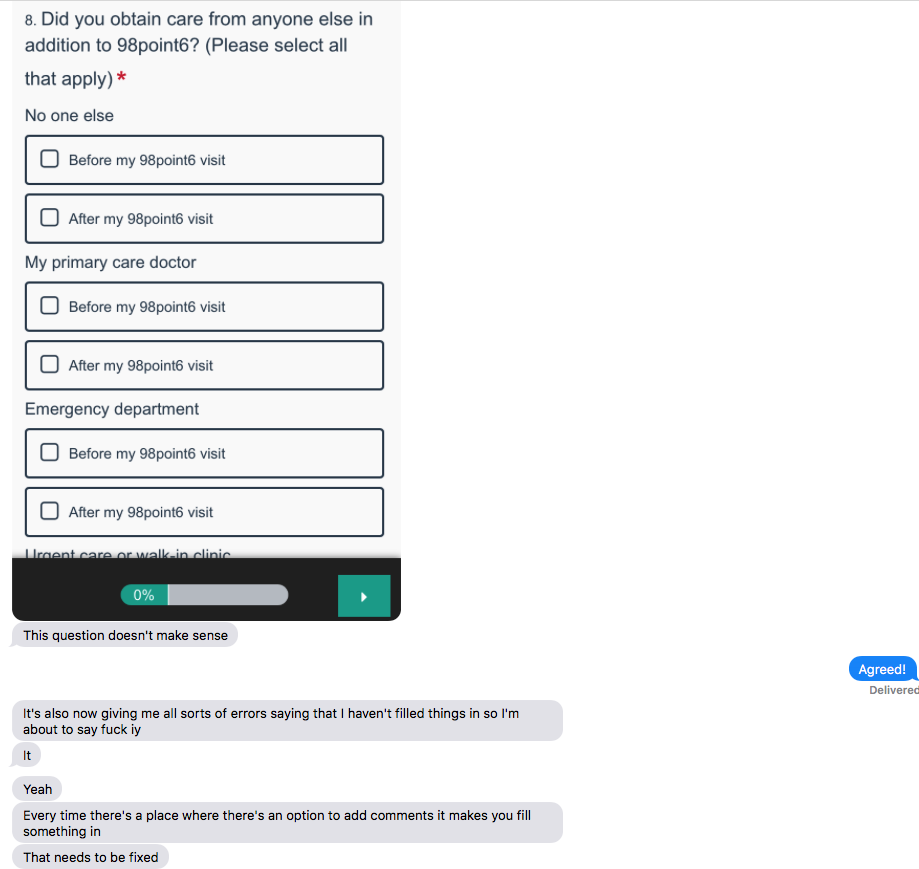 8. Did you obtain care from anyone else in
addition to 98point6? (Please select all
that apply) *
No one else
Before my 98point6 visit
After my 98point6 visit
My primary care doctor
Before my 98point6 visit
After my 98point6 visit
Emergency department
Before my 98point6 visit
After my 98point6 visit
Urgent care or walk-in clinic
0%
This question doesn't make sense
Agreed!
Delivered
It's also now giving me all sorts of errors saying that I haven't filled things in so I'm
about to say fuck iy
It
Yeah
Every time there's a place where there's an option to add comments it makes you fill
something in
That needs to be fixed